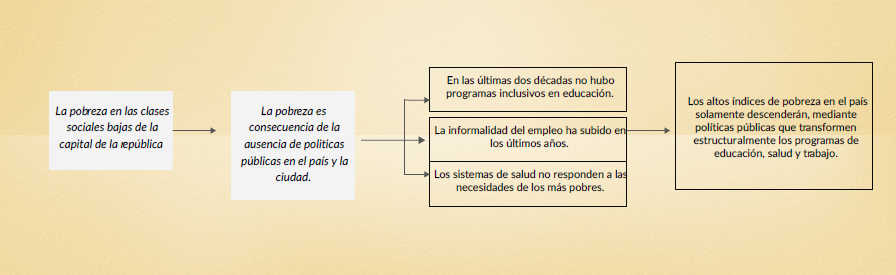 La pobreza en las clases
sociales bajas de la
capital de la república
La pobreza es
consecuencia de la
ausencia de politicas
públicas en el país y la
ciudad.
En las últimas dos décadas no hubo
programas inclusivos en educación.
La informalidad del empleo ha subido en
los últimos años.
Los sistemas de salud no responden a las
necesidades de los más pobres.
Los altos índices de pobreza en el país
solamente descenderán, mediante
políticas públicas que transformen
estructuralmente los programas de
educación, salud y trabajo.